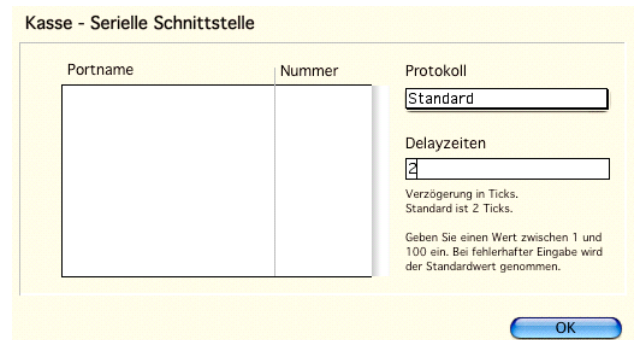 Kasse - Serielle Schnittstelle
Portname
Nummer
Protokoll
Standard
Delayzeiten
2
Verzögerung in Ticks.
Standard ist 2 Ticks.
Geben Sie einen Wert zwischen 1 und
100 ein. Bei fehlerhafter Eingabe wird
der Standardwert genommen.
OK